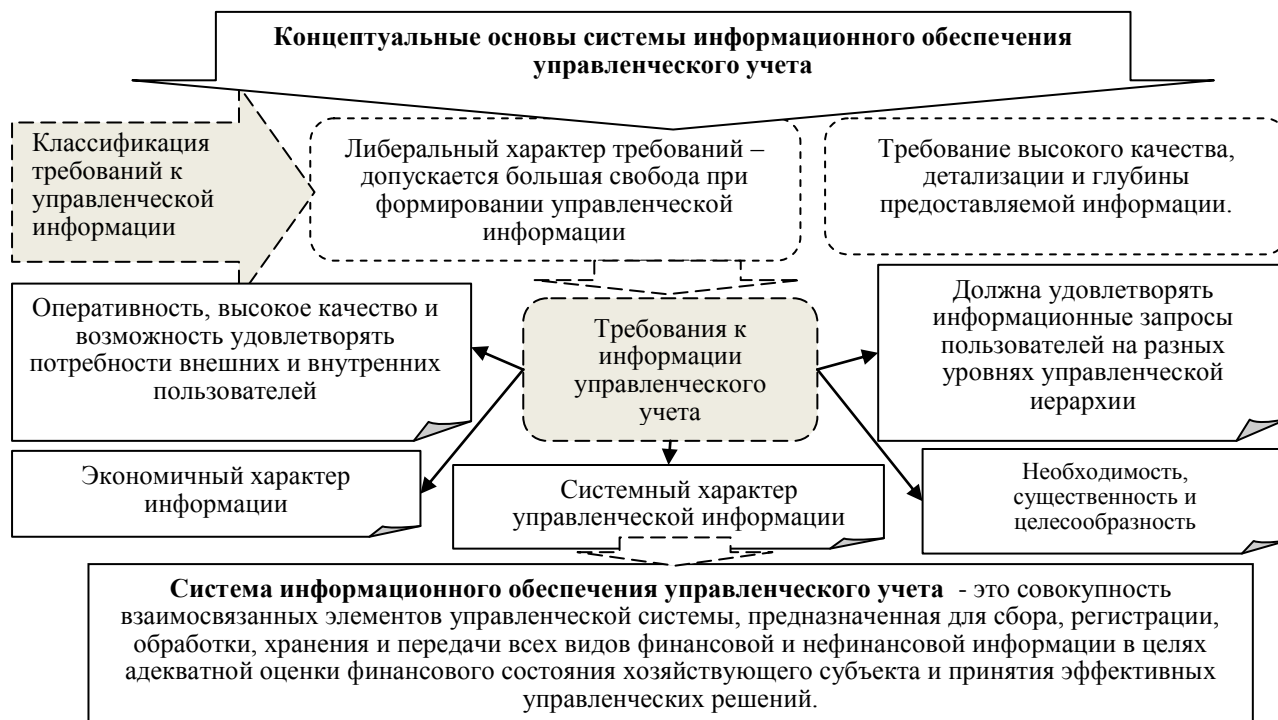 Концептуальные основы системы информационного обеспечения
управленческого учета
Классификация
требований к
управленческой
информации
Либеральный характер требований –
допускается большая свобода при
формировании управленческой
информации
Требование высокого качества,
детализации и глубины
предоставляемой информации.
Оперативность, высокое качество и
возможность удовлетворять
потребности внешних и внутренних
пользователей
Требования к
информации
управленческого
учета
Должна удовлетворять
информационные запросы
пользователей на разных
уровнях управленческой
иерархии
Экономичный характер
информации
Системный характер
управленческой информации
Необходимость,
существенность и
целесообразность
Система информационного обеспечения управленческого учета - это совокупность
взаимосвязанных элементов управленческой системы, предназначенная для сбора, регистрации,
обработки, хранения и передачи всех видов финансовой и нефинансовой информации в целях
адекватной оценки финансового состояния хозяйствующего субъекта и принятия эффективных
управленческих решений.